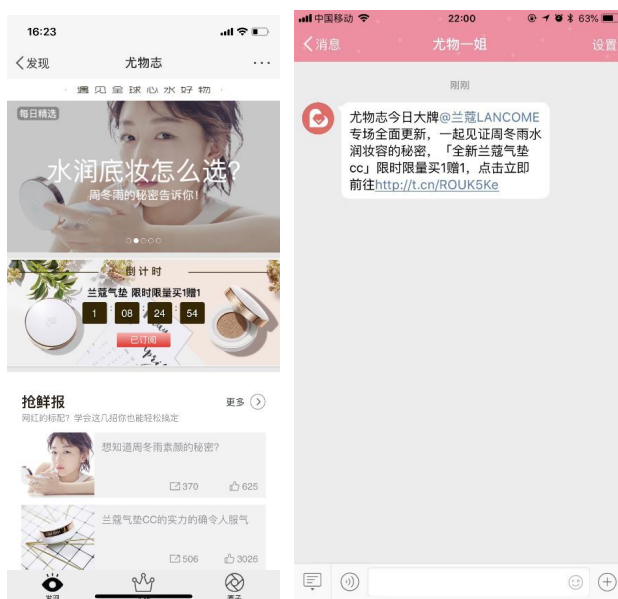 16:23
发现
尤物志
遇见全球心水好物
每日精选
水润底妆怎么选?
周冬雨的秘密告诉你!
倒计时
兰蔻气垫 限时限量买1赠1
1 08 24 54
已订阅
抢鲜报
更多
网红的标配? 学会这几招你也能轻松搞定
想知道周冬雨素颜的秘密?
370 625
兰蔻气垫CC的实力的确令人服气
506 3026
发现
中国移动
22:00
63%
消息
尤物一姐
设置
刚刚
尤物志今日大牌@兰蔻LANCOME
专场全面更新，一起见证周冬雨水
润妆容的秘密，「全新兰蔻气垫
cc」限时限量买1赠1，点击立即
前往http://t.cn/ROUK5Ke